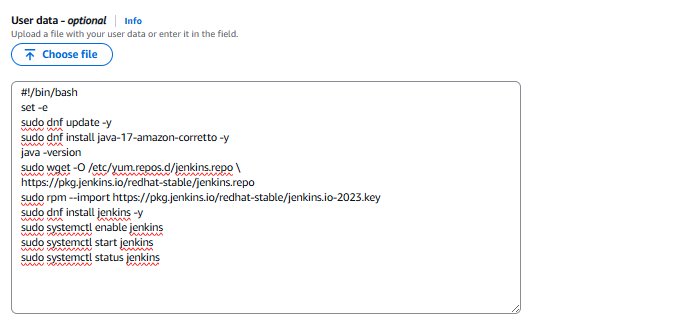 User data - optional | Info
Upload a file with your user data or enter it in the field.
Choose file
#!/bin/bash
set -e
sudo dnf update -y
sudo dnf install java-17-amazon-corretto -y
java -version
sudo wget -O /etc/yum.repos.d/jenkins.repo \
https://pkg.jenkins.io/redhat-stable/jenkins.repo
sudo rpm --import https://pkg.jenkins.io/redhat-stable/jenkins.io-2023.key
sudo dnf install jenkins -y
sudo systemctl enable jenkins
sudo systemctl start jenkins
sudo systemctl status jenkins